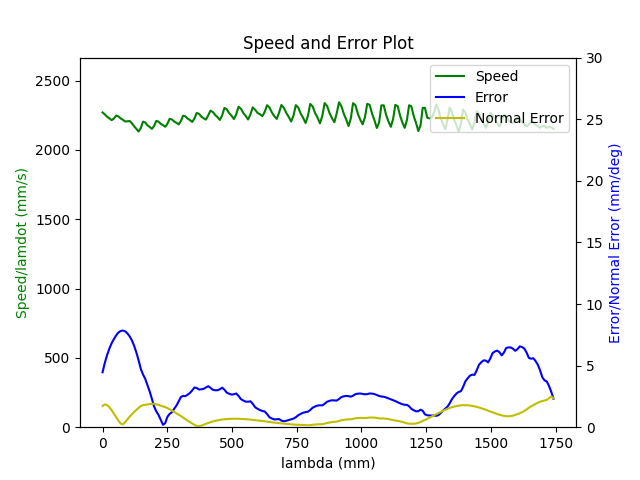 Speed and Error Plot
Speed
Error
Normal Error
Speed/lamdot (mm/s)
2500
2000
1500
1000
500
0
30
25
20
15
10
5
0
Error/Normal Error (mm/deg)
0 250 500 750 1000 1250 1500 1750
lambda (mm)